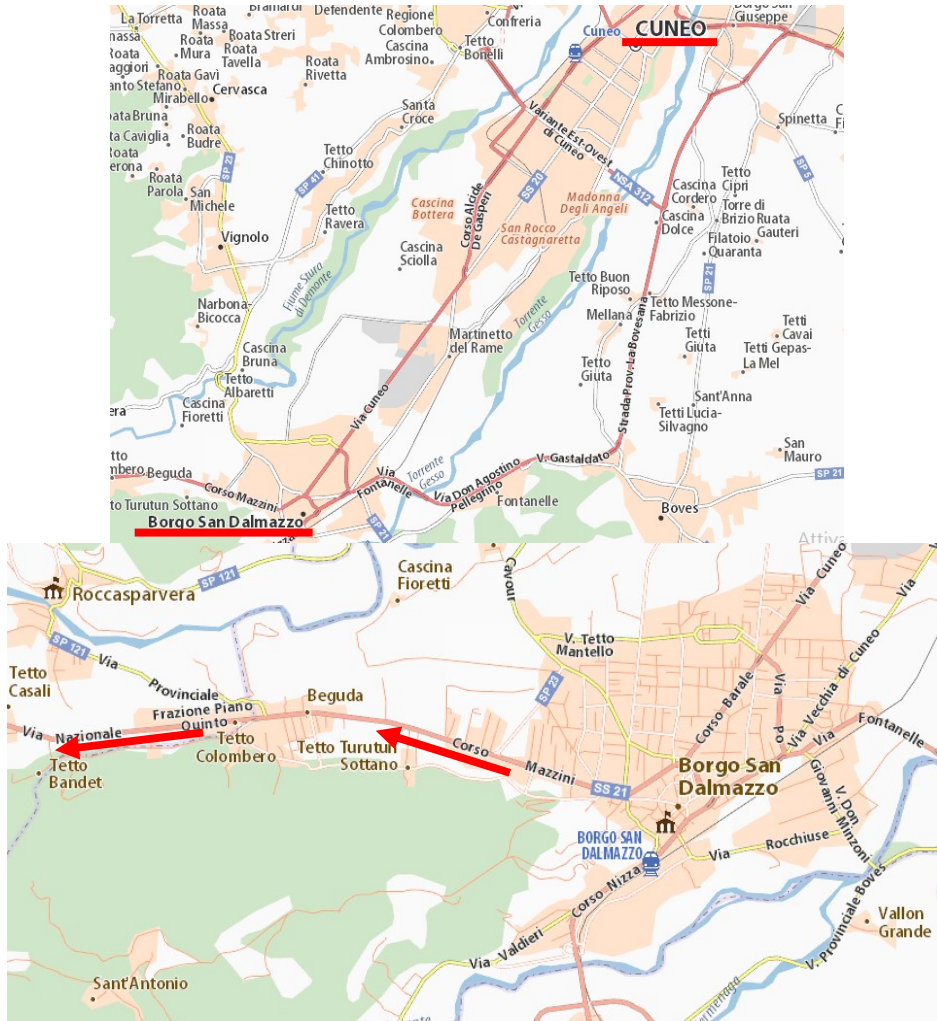 La Torretta
Roata
Massa
Bramardi
Defendente
Regione
Colombero
Cascina
Ambrosino
Confreria
Tetto
Bonelli
Cuneo
CUNEO
Borgo San
Giuseppe
Roata Streri
Roata
Mura
Roata
Tavella
Roata
Rivetta
Roata Gavì
Mirabello
Cervasca
Roata
Budre
Santa
Croce
Variante Est-Ovest
di Cuneo
Spinetta
SP 23
SP 41
Tetto
Chinotto
SS 20
NSA 312
SP 5
Roata
Parola
San
Michele
Tetto
Ravera
Cascina
Bottera
Corso Alcide
De Gasperi
Madonna
Degli Angeli
San Rocco
Castagnaretta
Cascina
Cordero
Tetto
Cipri
Torre di
Brizio
Ruata
Gauteri
Cascina
Dolce
Filatoio
Quaranta
Vignolo
Cascina
Sciolla
Fiume Stura
di Demonte
SP 21
Tetto Buon
Riposo
Mellana
Tetto Messone-
Fabrizio
Narbona-
Bicocca
Torrente
Gesso
Martinetto
del Rame
Tetti
Giuta
Tetti
Cavai
Tetti Gepas-
La Mel
Cascina
Bruna
Tetto
Albaretti
Tetto
Giuta
Strada Prov. La Bovesana
Sant'Anna
Tetti Lucia-
Silvagno
Cascina
Fioretti
Via Cuneo
San
Mauro
SP 21
Beguda
Corso Mazzini
Via
Fontanelle
Torrente
Gesso
Via Don Agostino
Pellegrino
V. Gastaldato
Fontanelle
Boves
to Turutun Sottano
Borgo San Dalmazzo
SP 21
Attiva
SP 121
Roccasparvera
Cascina
Fioretti
Cavour
Via Cuneo
SP 121
Via
Provinciale
V. Tetto
Mantello
Tetto
Casali
SP 23
Via
Po
Via Vecchia di Cuneo
Corso Barale
Beguda
Frazione Piano
Quinto
Via Nazionale
Tetto
Colombero
Tetto
Bandet
Tetto Turutun
Sottano
Corso
Mazzini
SS 21
Via
Fontanelle
Borgo San
Dalmazzo
BORGO SAN
DALMAZZO
V. Don
Giovanni Minzoni
Via Rocchiuse
Corso Nizza
Via Valdieri
V. Provinciale Boves
Vallon
Grande
Sant'Antonio